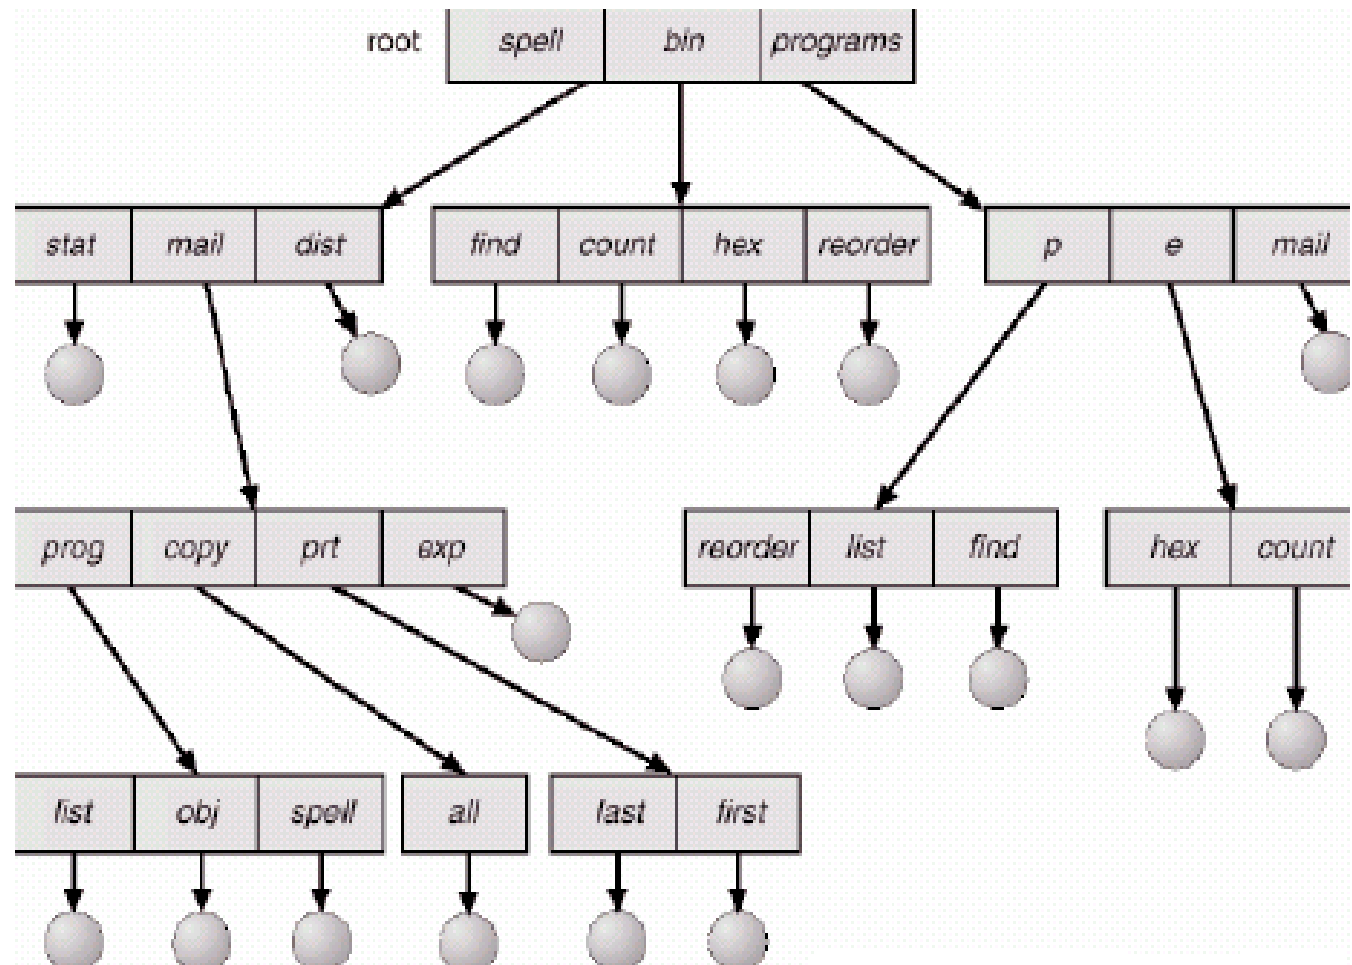 root spell bin programs
stat mail dist find count hex reorder p e mail
prog copy prt exp reorder list find hex count
list obj spell all last first